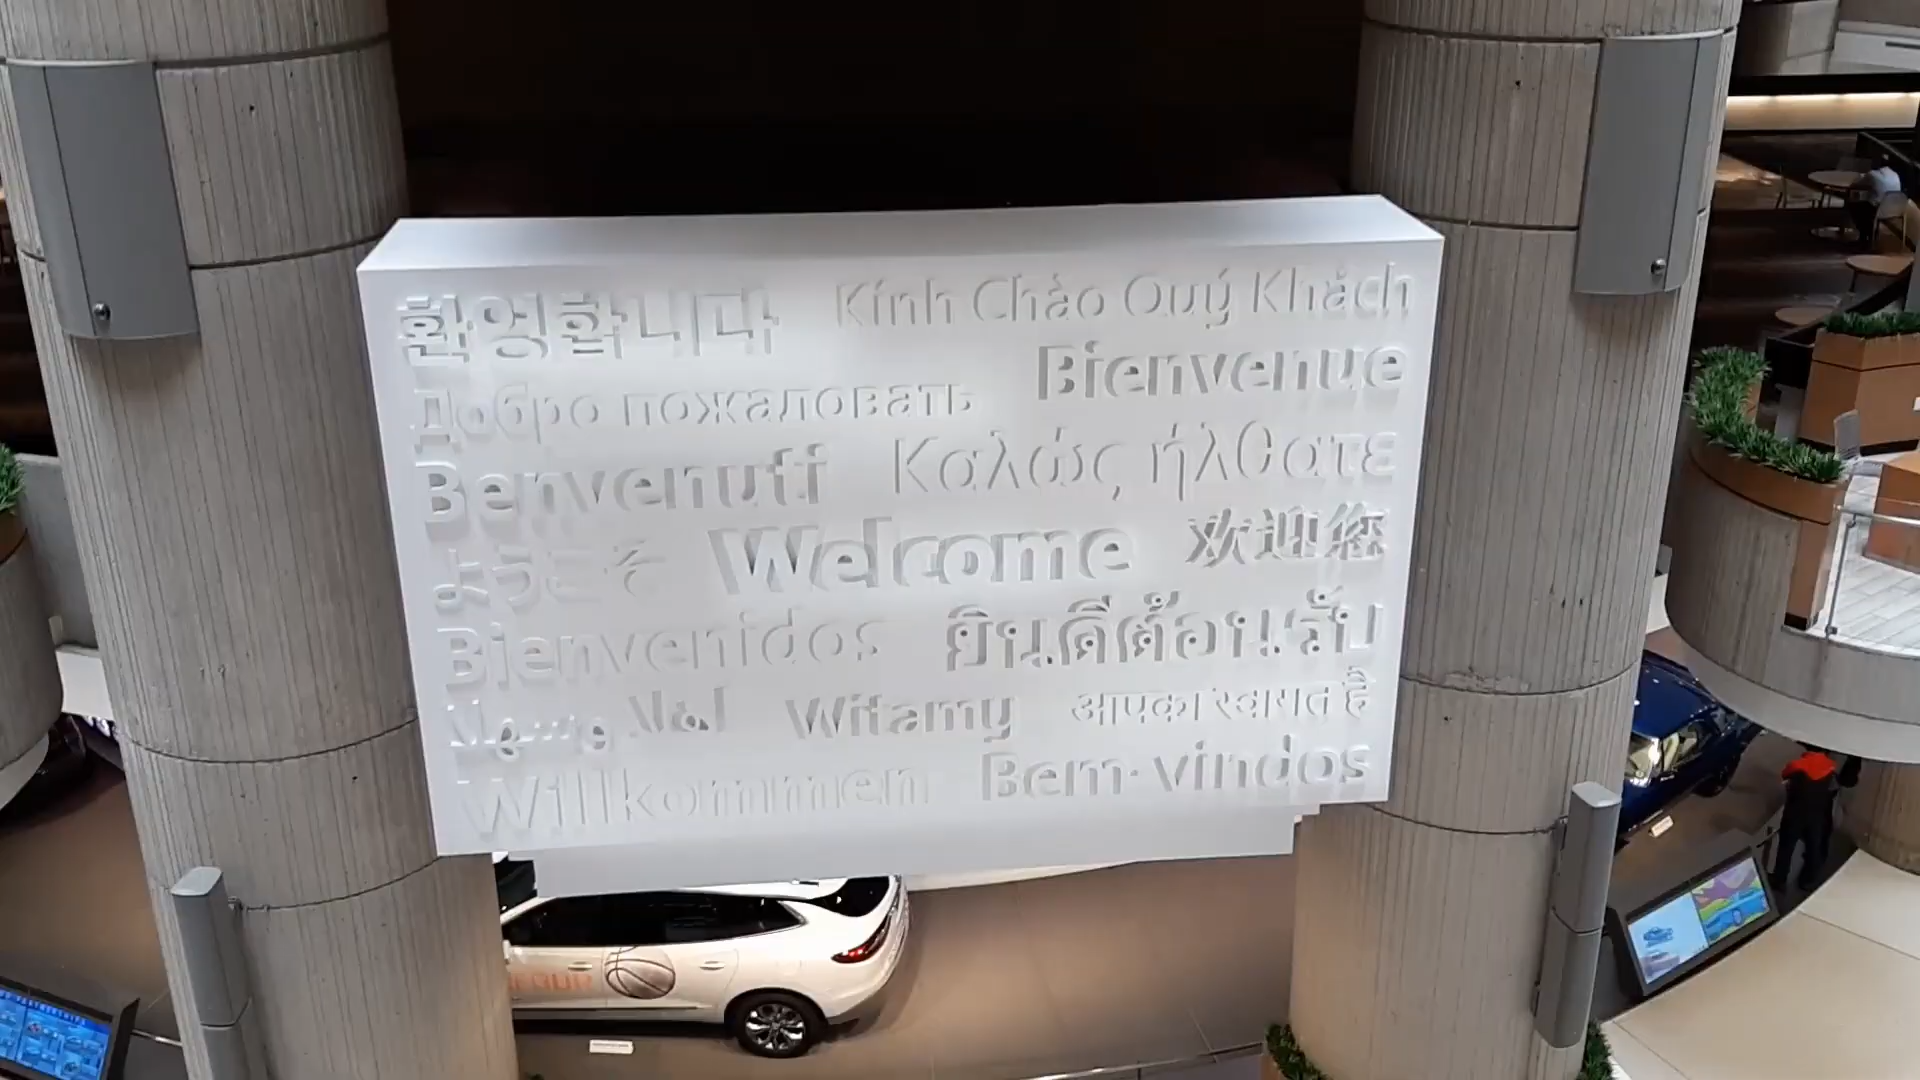 환영합니다 Kính Chào Quý Khách
Добро пожаловать Bienvenue
Benvenuti Καλώς ήλθατε
ようこそ Welcome 欢迎您
Bienvenidos ยินดีต้อนรับ
أهلا وسهلا Witamy आपका स्वागत है
Willkommen Bem-vindos